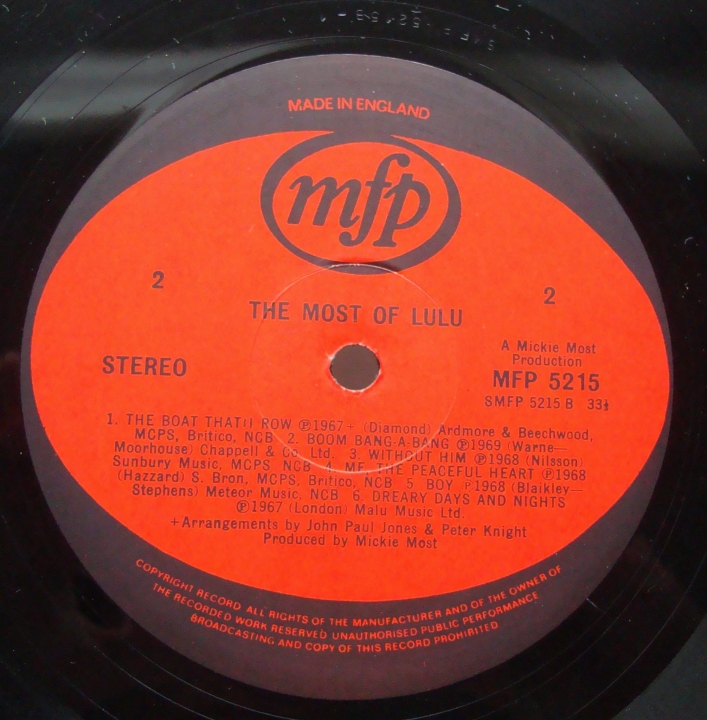 MADE IN ENGLAND
mfp
2
2
THE MOST OF LULU
A Mickie Most
Production
STEREO
MFP 5215
SMFP 5215 B 33⅓
1. THE BOAT THAT I ROW ℗1967+ (Diamond) Ardmore & Beechwood,
MCPS, Britico, NCB 2. BOOM BANG-A-BANG ℗1969 (Warne—
Moorhouse) Chappell & Co. Ltd. 3. WITHOUT HIM ℗1968 (Nilsson)
Sunbury Music, MCPS NCB 4. ME, THE PEACEFUL HEART ℗1968
(Hazzard) S. Bron, MCPS, Britico, NCB 5 BOY ℗1968 (Blaikley—
Stephens) Meteor Music, NCB 6. DREARY DAYS AND NIGHTS
℗1967 (London) Malu Music Ltd.
+Arrangements by John Paul Jones & Peter Knight
Produced by Mickie Most
COPYRIGHT RECORD ALL RIGHTS OF THE MANUFACTURER AND OF THE OWNER OF
THE RECORDED WORK RESERVED UNAUTHORISED PUBLIC PERFORMANCE
BROADCASTING AND COPY OF THIS RECORD PROHIBITED